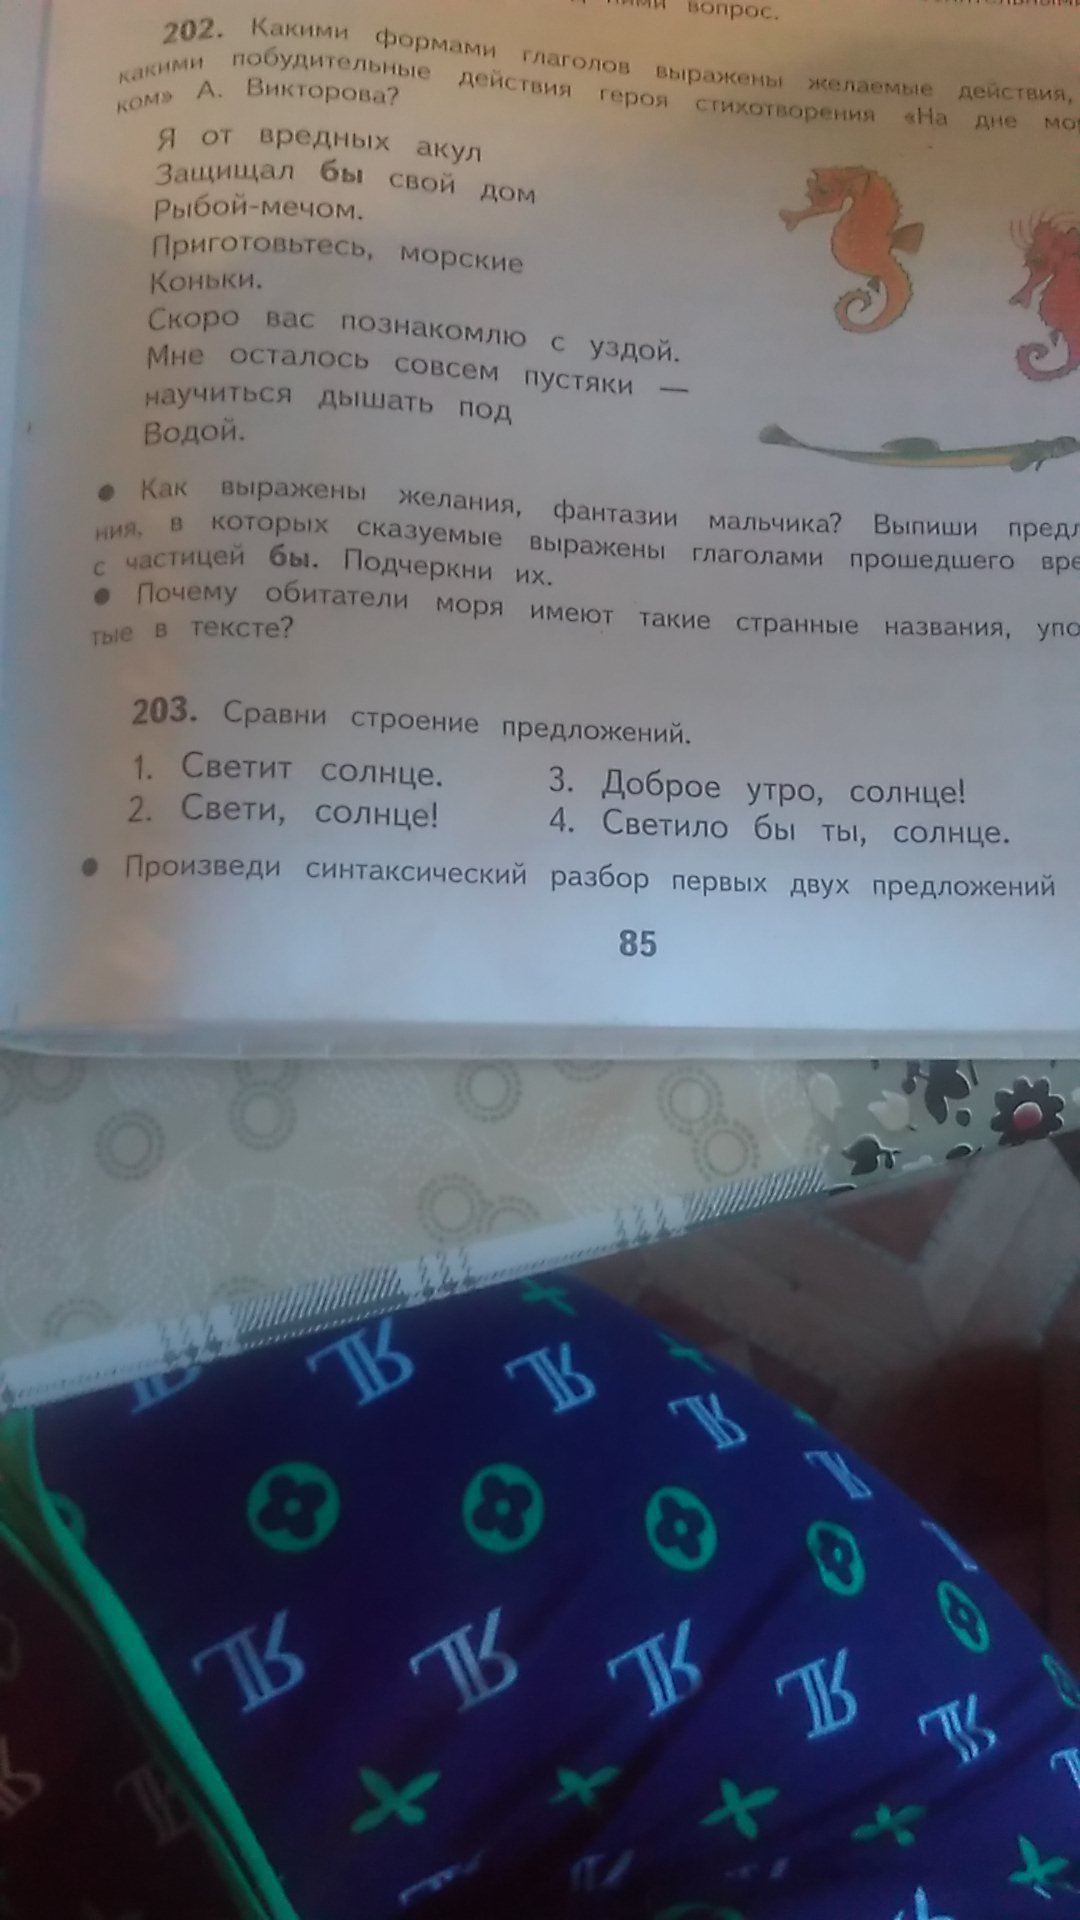 вопрос.
202. Какими формами глаголов выражены желаемые действия,
какими побудительные действия героя стихотворения «На дне мо
ком» А. Викторова?
Я от вредных акул
Защищал бы свой дом
Рыбой-мечом.
Приготовьтесь, морские
Коньки.
Скоро вас познакомлю с уздой.
Мне осталось совсем пустяки —
научиться дышать под
Водой.
● Как выражены желания, фантазии мальчика? Выпиши предл
ния, в которых сказуемые выражены глаголами прошедшего вре
с частицей бы. Подчеркни их.
● Почему обитатели моря имеют такие странные названия, упо
тые в тексте?
203. Сравни строение предложений.
1. Светит солнце.
2. Свети, солнце!
3. Доброе утро, солнце!
4. Светило бы ты, солнце.
● Произведи синтаксический разбор первых двух предложений
85